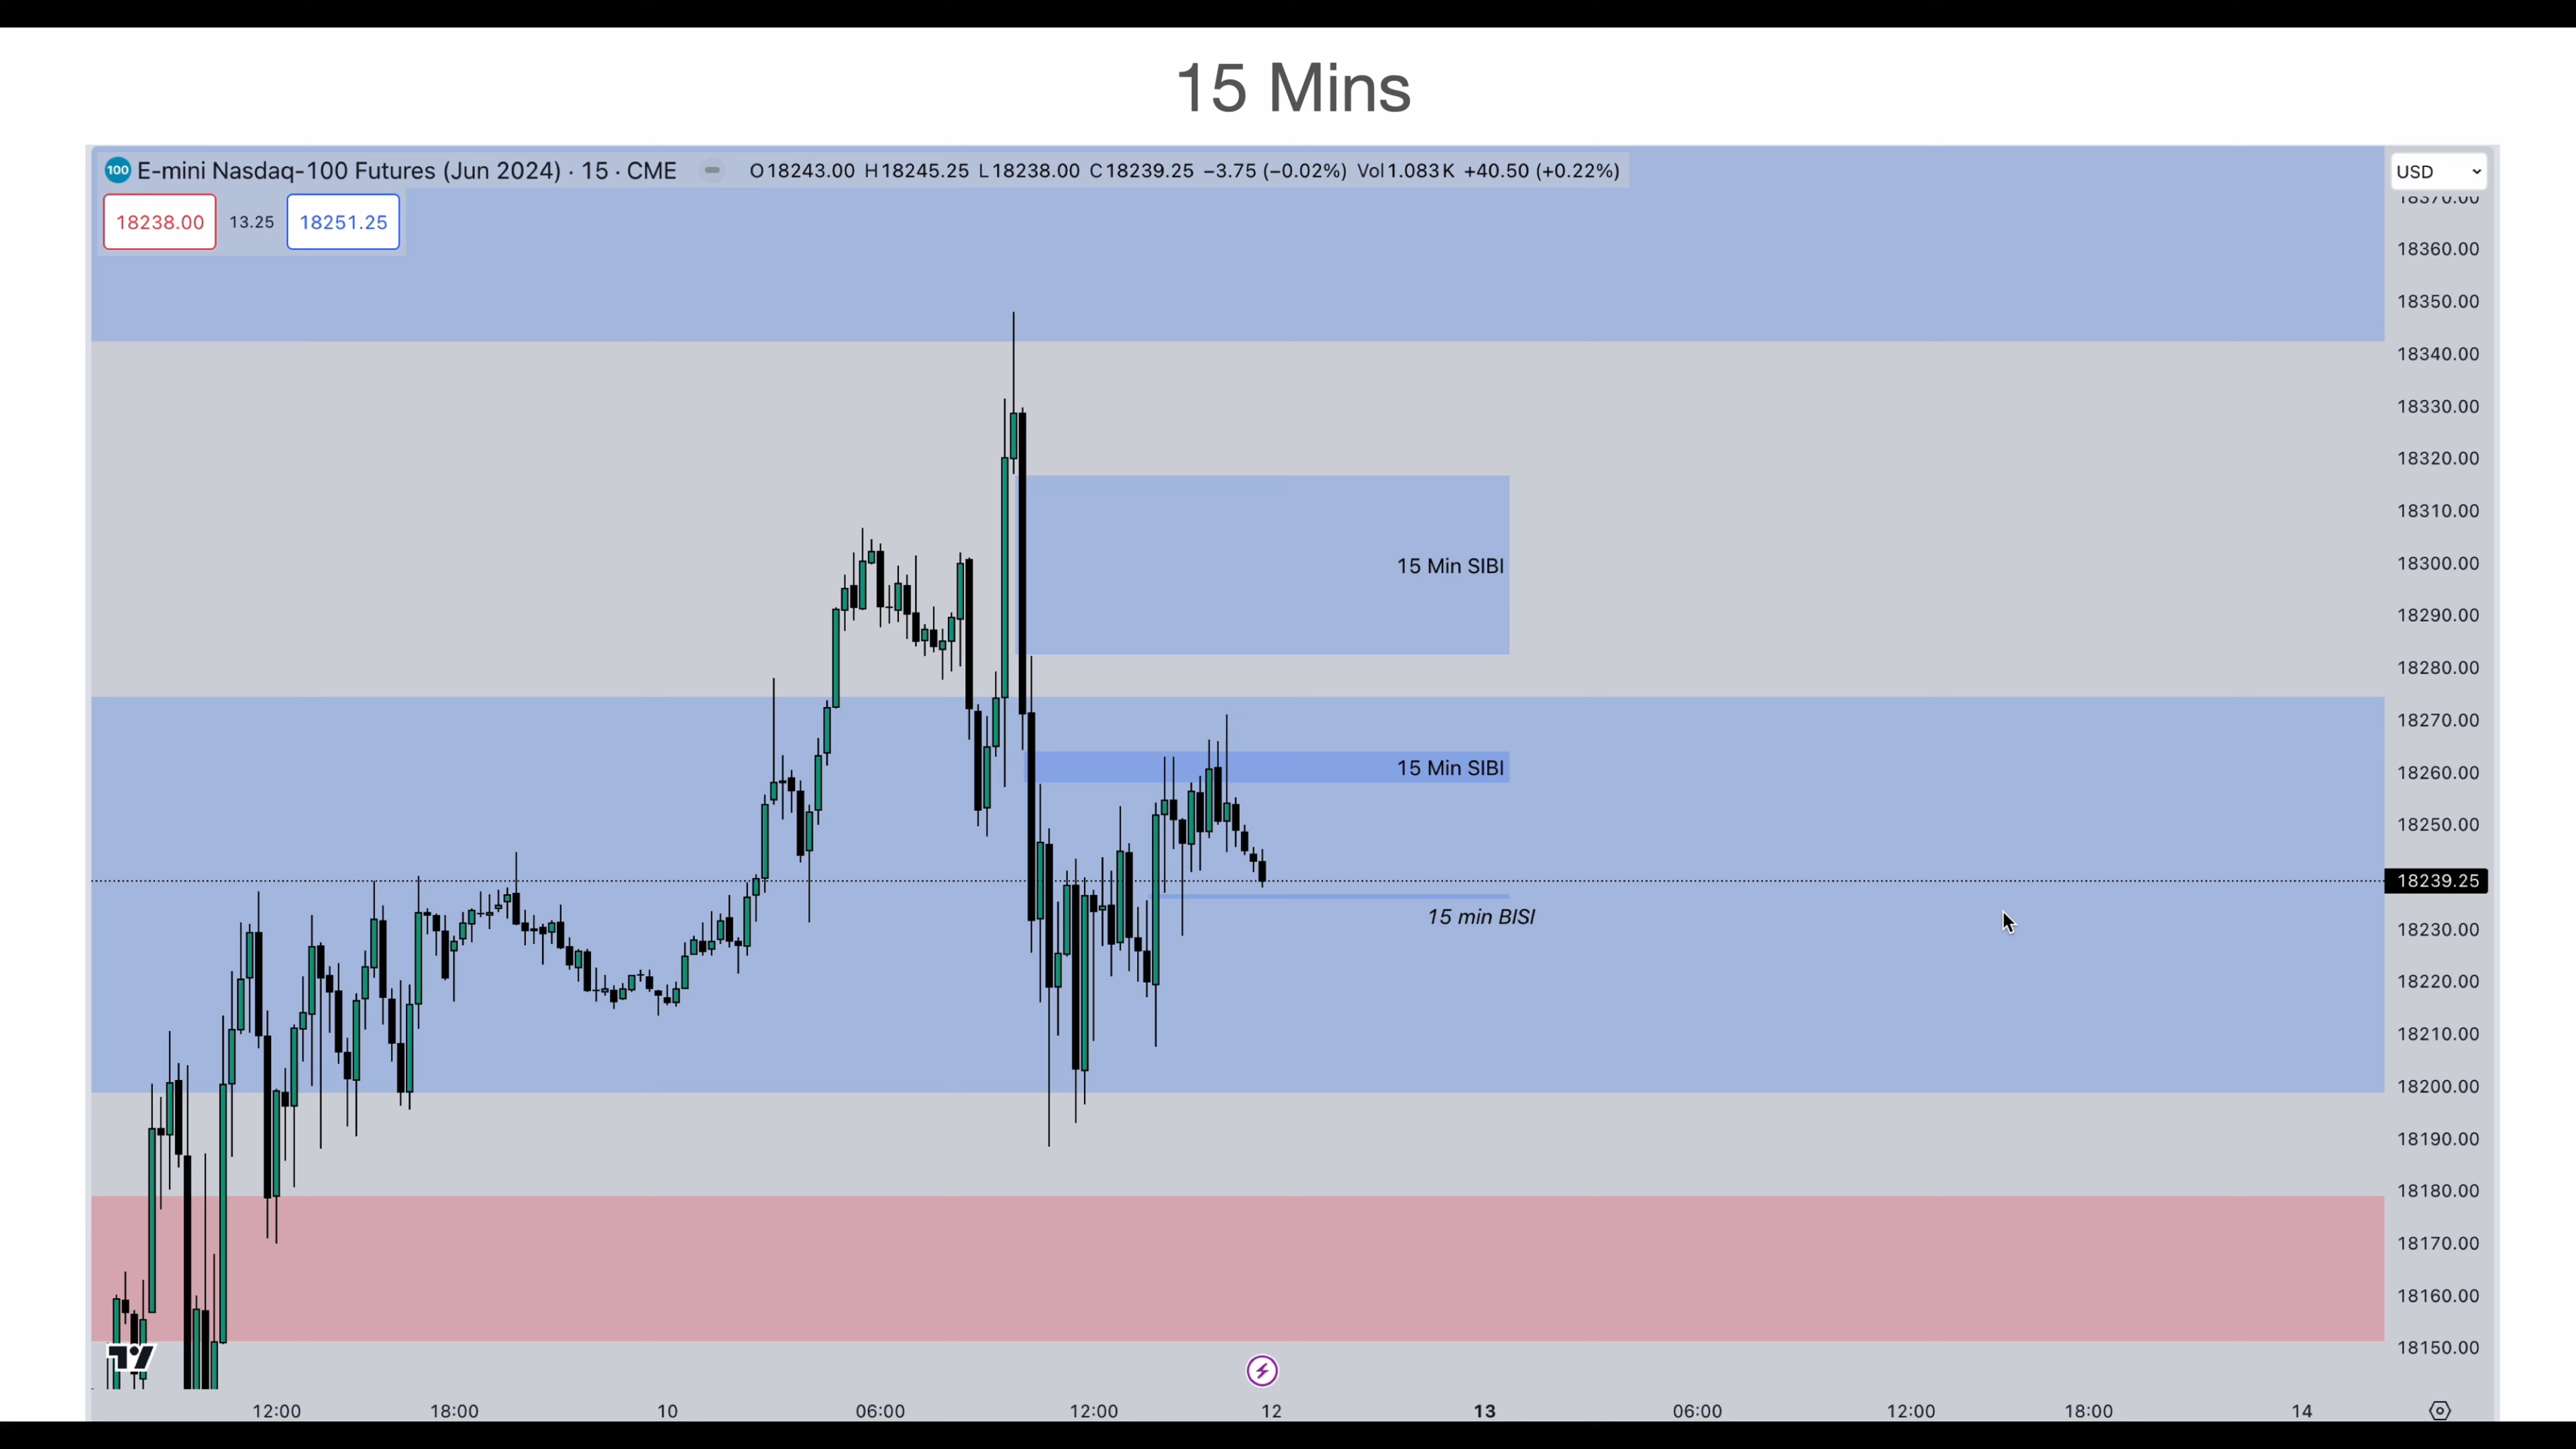 15 Mins
100 E-mini Nasdaq-100 Futures (Jun 2024) · 15 · CME O18243.00 H18245.25 L18238.00 C18239.25 −3.75 (−0.02%) Vol1.083K +40.50 (+0.22%)
USD
18238.00 13.25 18251.25
18370.00
18360.00
18350.00
18340.00
18330.00
18320.00
18310.00
15 Min SIBI
18300.00
18290.00
18280.00
18270.00
15 Min SIBI
18260.00
18250.00
18239.25
15 min BISI
18230.00
18220.00
18210.00
18200.00
18190.00
18180.00
18170.00
18160.00
18150.00
12:00 18:00 10 06:00 12:00 12 13 06:00 12:00 18:00 14